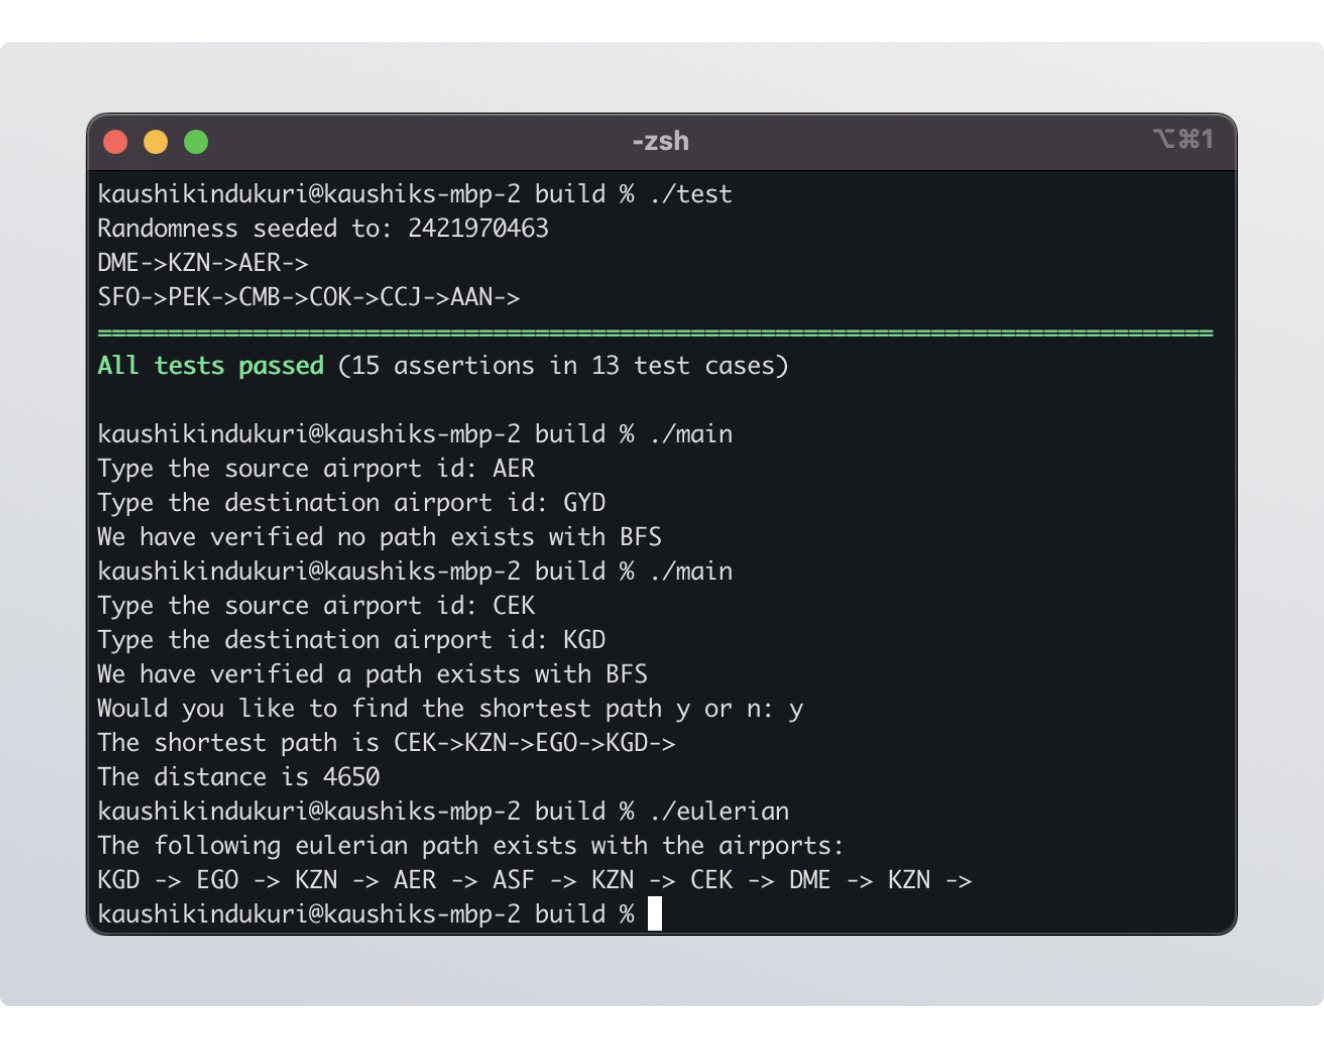 -zsh
⌥⌘1
kaushikindukuri@kaushiks-mbp-2 build % ./test
Randomness seeded to: 2421970463
DME->KZN->AER->
SFO->PEK->CMB->COK->CCJ->AAN->
===============================================================================
All tests passed (15 assertions in 13 test cases)
kaushikindukuri@kaushiks-mbp-2 build % ./main
Type the source airport id: AER
Type the destination airport id: GYD
We have verified no path exists with BFS
kaushikindukuri@kaushiks-mbp-2 build % ./main
Type the source airport id: CEK
Type the destination airport id: KGD
We have verified a path exists with BFS
Would you like to find the shortest path y or n: y
The shortest path is CEK->KZN->EGO->KGD->
The distance is 4650
kaushikindukuri@kaushiks-mbp-2 build % ./eulerian
The following eulerian path exists with the airports:
KGD -> EGO -> KZN -> AER -> ASF -> KZN -> CEK -> DME -> KZN ->
kaushikindukuri@kaushiks-mbp-2 build %